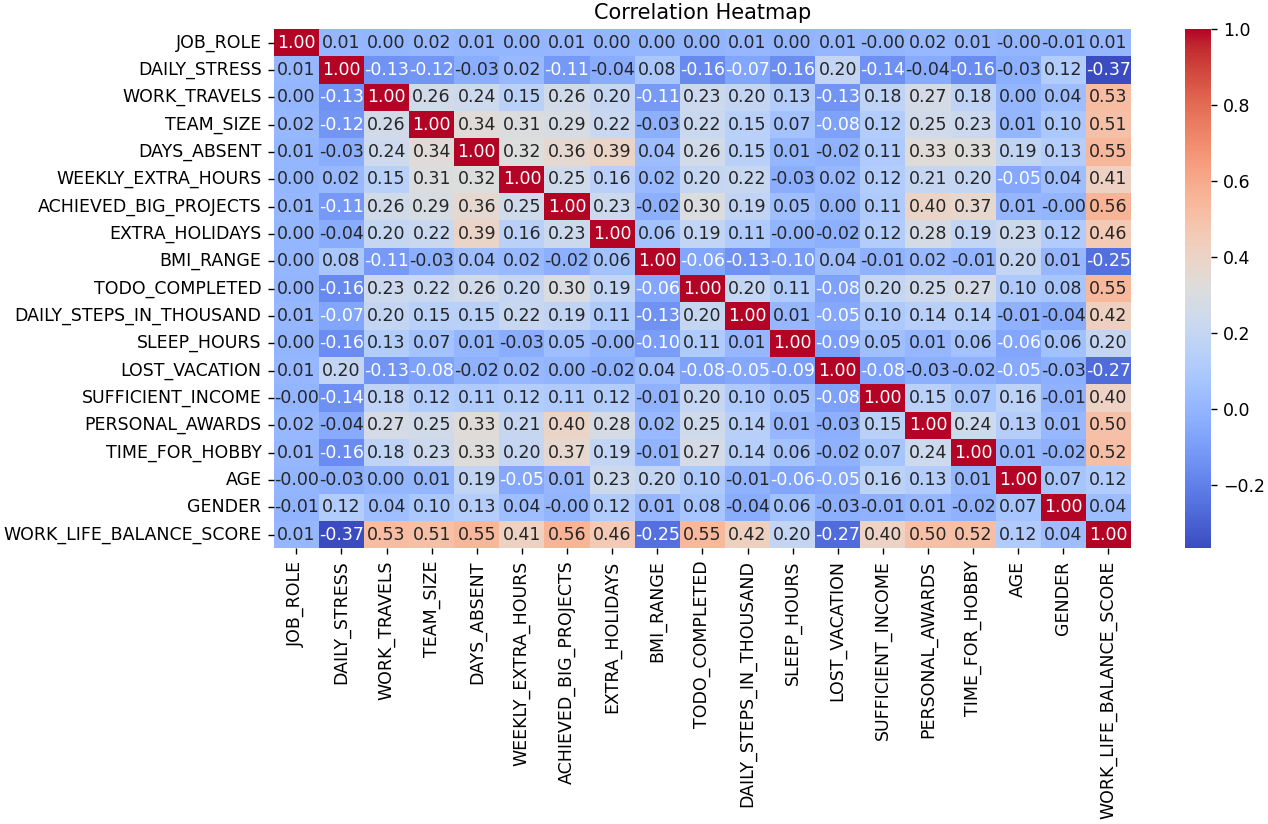 Correlation Heatmap
JOB_ROLE 1.00 0.01 0.00 0.02 0.01 0.00 0.01 0.00 0.00 0.00 0.01 0.00 0.01 -0.00 0.02 0.01 -0.00 -0.01 0.01
DAILY_STRESS 0.01 1.00 -0.13 -0.12 -0.03 0.02 -0.11 -0.04 0.08 -0.16 -0.07 -0.16 0.20 -0.14 -0.04 -0.16 -0.03 0.12 -0.37
WORK_TRAVELS 0.00 -0.13 1.00 0.26 0.24 0.15 0.26 0.20 -0.11 0.23 0.20 0.13 -0.13 0.18 0.27 0.18 0.00 0.04 0.53
TEAM_SIZE 0.02 -0.12 0.26 1.00 0.34 0.31 0.29 0.22 -0.03 0.22 0.15 0.07 -0.08 0.12 0.25 0.23 0.01 0.10 0.51
DAYS_ABSENT 0.01 -0.03 0.24 0.34 1.00 0.32 0.36 0.39 0.04 0.26 0.15 0.01 -0.02 0.11 0.33 0.33 0.19 0.13 0.55
WEEKLY_EXTRA_HOURS 0.00 0.02 0.15 0.31 0.32 1.00 0.25 0.16 0.02 0.20 0.22 -0.03 0.02 0.12 0.21 0.20 -0.05 0.04 0.41
ACHIEVED_BIG_PROJECTS 0.01 -0.11 0.26 0.29 0.36 0.25 1.00 0.23 -0.02 0.30 0.19 0.05 0.00 0.11 0.40 0.37 0.01 -0.00 0.56
EXTRA_HOLIDAYS 0.00 -0.04 0.20 0.22 0.39 0.16 0.23 1.00 0.06 0.19 0.11 -0.00 -0.02 0.12 0.28 0.19 0.23 0.12 0.46
BMI_RANGE 0.00 0.08 -0.11 -0.03 0.04 0.02 -0.02 0.06 1.00 -0.06 -0.13 -0.10 0.04 -0.01 0.02 -0.01 0.20 0.01 -0.25
TODO_COMPLETED 0.00 -0.16 0.23 0.22 0.26 0.20 0.30 0.19 -0.06 1.00 0.20 0.11 -0.08 0.20 0.25 0.27 0.10 0.08 0.55
DAILY_STEPS_IN_THOUSAND 0.01 -0.07 0.20 0.15 0.15 0.22 0.19 0.11 -0.13 0.20 1.00 0.01 -0.05 0.10 0.14 0.14 -0.01 -0.04 0.42
SLEEP_HOURS 0.00 -0.16 0.13 0.07 0.01 -0.03 0.05 -0.00 -0.10 0.11 0.01 1.00 -0.09 0.05 0.01 0.06 -0.06 0.06 0.20
LOST_VACATION 0.01 0.20 -0.13 -0.08 -0.02 0.02 0.00 -0.02 0.04 -0.08 -0.05 -0.09 1.00 -0.08 -0.03 -0.02 -0.05 -0.03 -0.27
SUFFICIENT_INCOME -0.00 -0.14 0.18 0.12 0.11 0.12 0.11 0.12 -0.01 0.20 0.10 0.05 -0.08 1.00 0.15 0.07 0.16 -0.01 0.40
PERSONAL_AWARDS 0.02 -0.04 0.27 0.25 0.33 0.21 0.40 0.28 0.02 0.25 0.14 0.01 -0.03 0.15 1.00 0.24 0.13 0.01 0.50
TIME_FOR_HOBBY 0.01 -0.16 0.18 0.23 0.33 0.20 0.37 0.19 -0.01 0.27 0.14 0.06 -0.02 0.07 0.24 1.00 0.01 -0.02 0.52
AGE -0.00 -0.03 0.00 0.01 0.19 -0.05 0.01 0.23 0.20 0.10 -0.01 -0.06 -0.05 0.16 0.13 0.01 1.00 0.07 0.12
GENDER -0.01 0.12 0.04 0.10 0.13 0.04 -0.00 0.12 0.01 0.08 -0.04 0.06 -0.03 -0.01 0.01 -0.02 0.07 1.00 0.04
WORK_LIFE_BALANCE_SCORE 0.01 -0.37 0.53 0.51 0.55 0.41 0.56 0.46 -0.25 0.55 0.42 0.20 -0.27 0.40 0.50 0.52 0.12 0.04 1.00
JOB_ROLE
DAILY_STRESS
WORK_TRAVELS
TEAM_SIZE
DAYS_ABSENT
WEEKLY_EXTRA_HOURS
ACHIEVED_BIG_PROJECTS
EXTRA_HOLIDAYS
BMI_RANGE
TODO_COMPLETED
DAILY_STEPS_IN_THOUSAND
SLEEP_HOURS
LOST_VACATION
SUFFICIENT_INCOME
PERSONAL_AWARDS
TIME_FOR_HOBBY
AGE
GENDER
WORK_LIFE_BALANCE_SCORE
1.0
0.8
0.6
0.4
0.2
0.0
−0.2